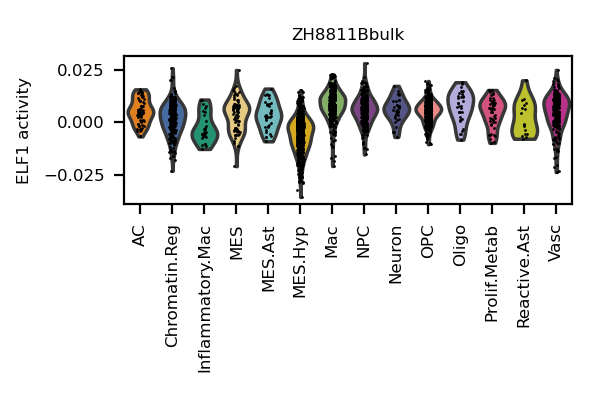 ZH8811Bbulk
ELF1 activity
0.025
0.000
−0.025
AC
Chromatin.Reg
Inflammatory.Mac
MES
MES.Ast
MES.Hyp
Mac
NPC
Neuron
OPC
Oligo
Prolif.Metab
Reactive.Ast
Vasc